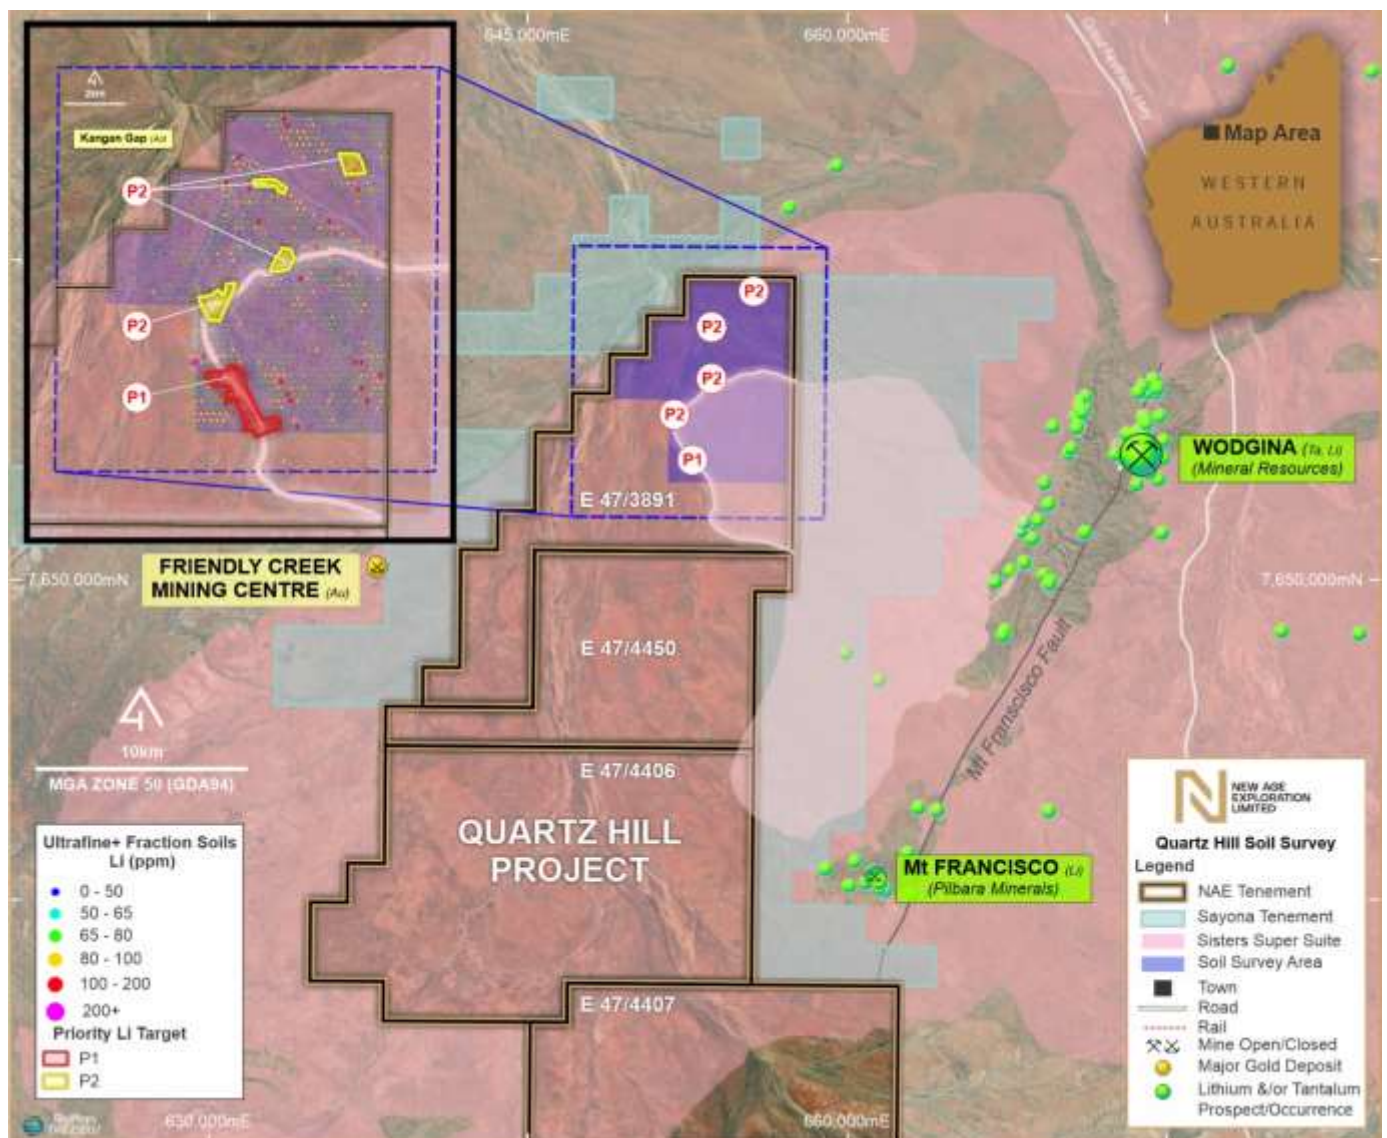 645,000mE
660,000mE
Great Northern Hwy
2km
Kangan Gap (Au)
P2
P2
P1
Map Area
WESTERN
AUSTRALIA
P2
P2
P2
P2
P1
E 47/3891
WODGINA (Ta, Li)
(Mineral Resources)
FRIENDLY CREEK
MINING CENTRE (Au)
7,650,000mN
7,650,000mN
E 47/4450
Mt Franscisco Fault
10km
MGA ZONE 50 (GDA94)
E 47/4406
QUARTZ HILL
PROJECT
Mt FRANCISCO (Li)
(Pilbara Minerals)
E 47/4407
Ultrafine+ Fraction Soils
Li (ppm)
0 - 50
50 - 65
65 - 80
80 - 100
100 - 200
200+
Priority Li Target
P1
P2
NEW AGE
EXPLORATION
LIMITED
Quartz Hill Soil Survey
Legend
NAE Tenement
Sayona Tenement
Sisters Super Suite
Soil Survey Area
Town
Road
Rail
Mine Open/Closed
Major Gold Deposit
Lithium &/or Tantalum
Prospect/Occurrence
630,000mE
660,000mE